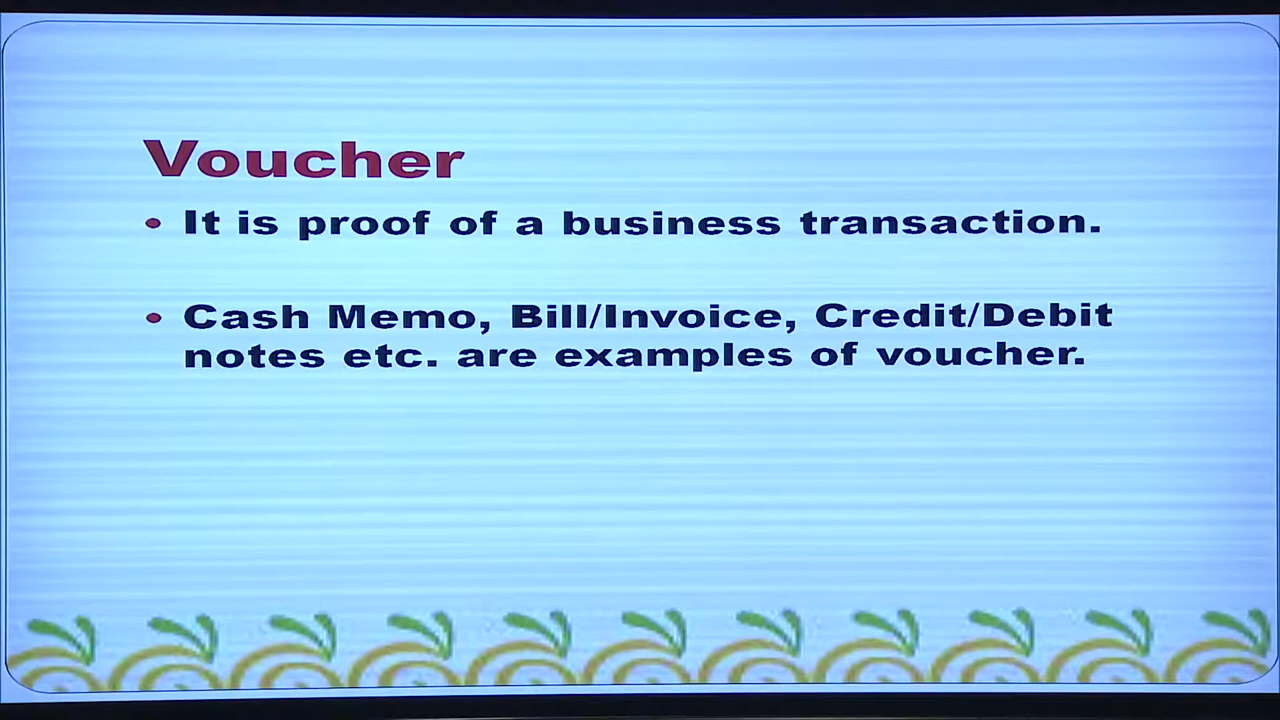 Voucher
• It is proof of a business transaction.
• Cash Memo, Bill/Invoice, Credit/Debit
notes etc. are examples of voucher.